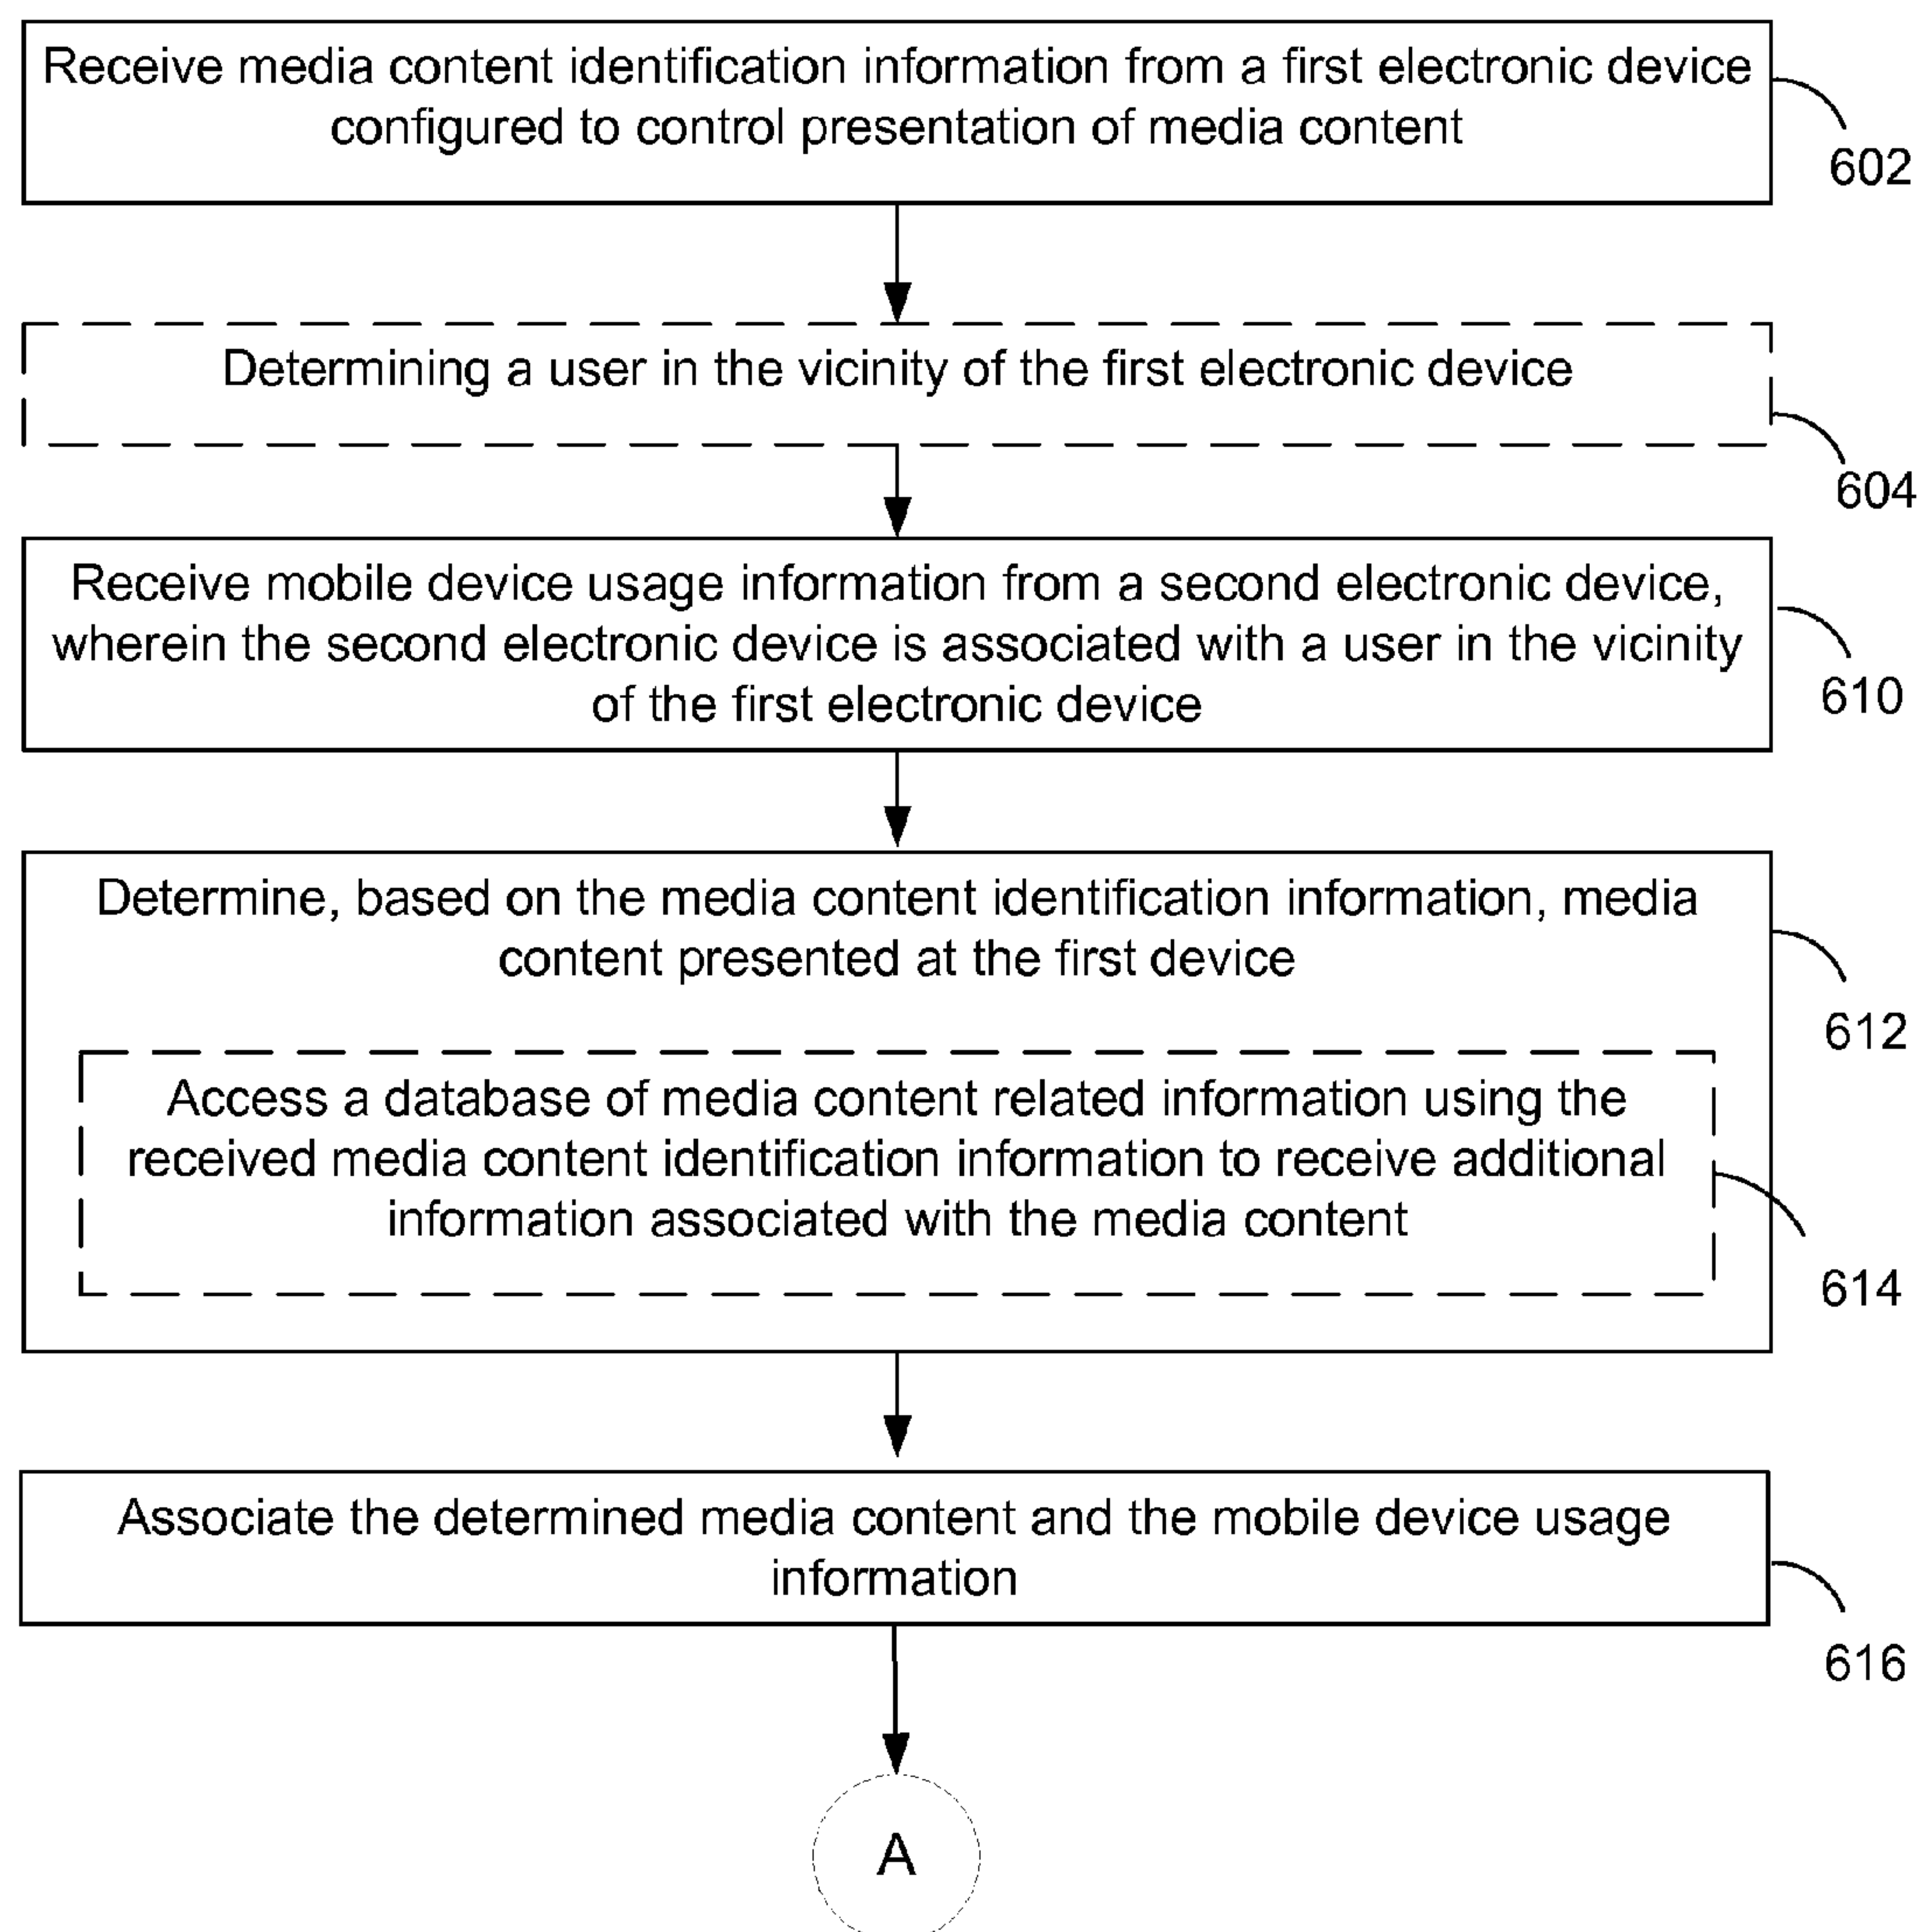 Receive media content identification information from a first electronic device
configured to control presentation of media content
602
Determining a user in the vicinity of the first electronic device
604
Receive mobile device usage information from a second electronic device,
wherein the second electronic device is associated with a user in the vicinity
of the first electronic device
610
Determine, based on the media content identification information, media
content presented at the first device
612
Access a database of media content related information using the
received media content identification information to receive additional
information associated with the media content
614
Associate the determined media content and the mobile device usage
information
616
A